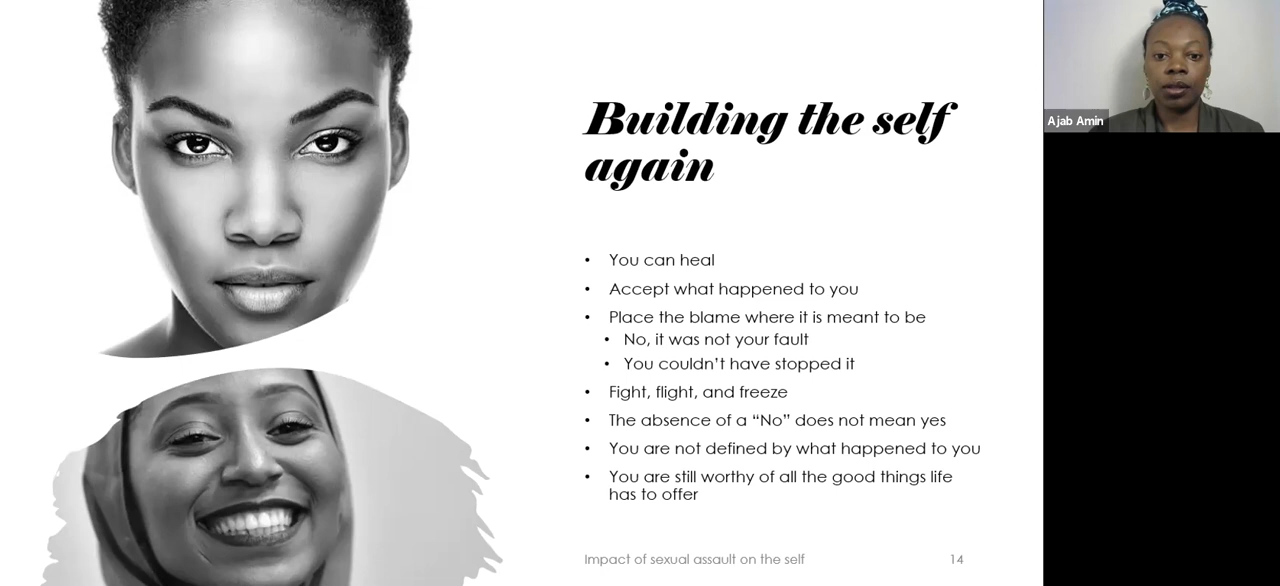 Building the self
again
• You can heal
• Accept what happened to you
• Place the blame where it is meant to be
• No, it was not your fault
• You couldn't have stopped it
• Fight, flight, and freeze
• The absence of a “No” does not mean yes
• You are not defined by what happened to you
• You are still worthy of all the good things life
has to offer
Impact of sexual assault on the self 14
Ajab Amin